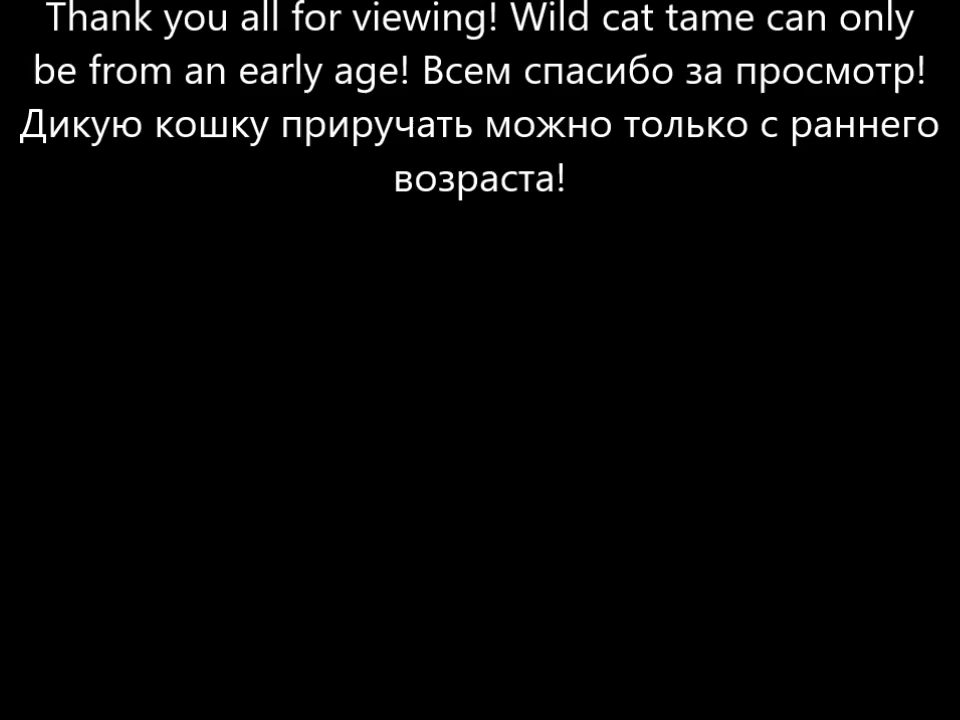 Thank you all for viewing! Wild cat tame can only
be from an early age! Всем спасибо за просмотр!
Дикую кошку приручать можно только с раннего
возраста!